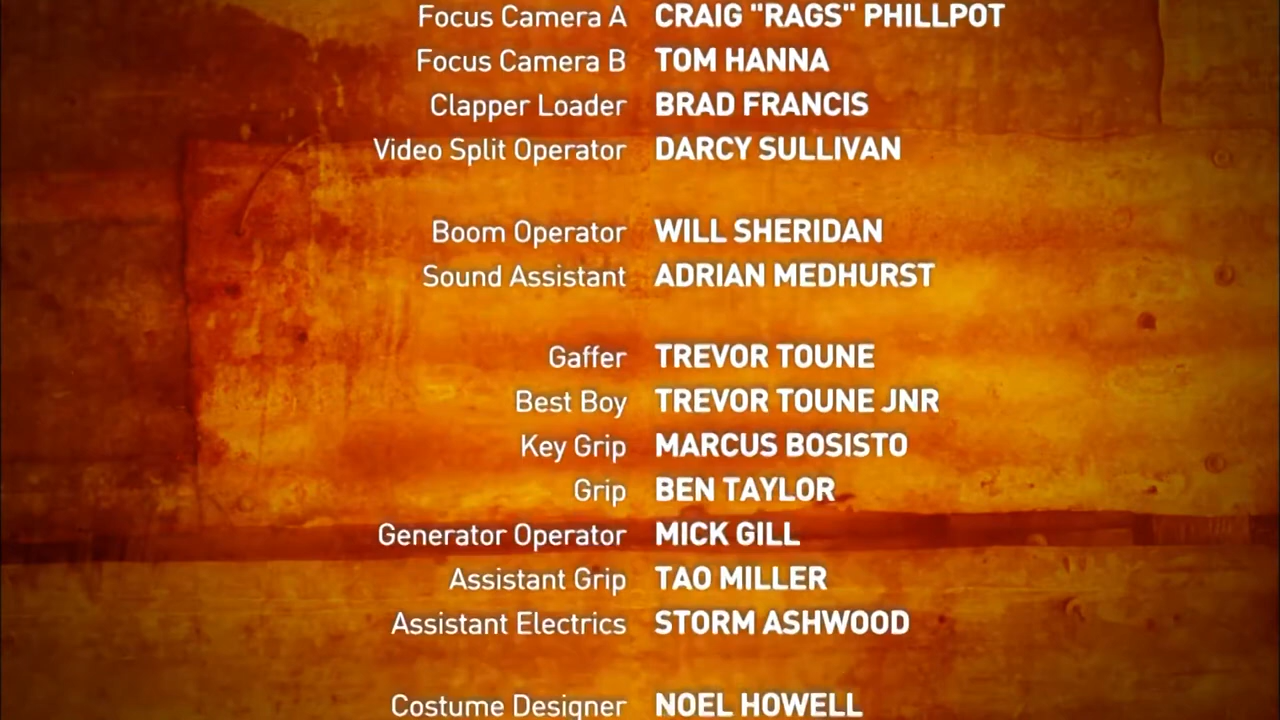 Focus Camera A CRAIG "RAGS" PHILLPOT
Focus Camera B TOM HANNA
Clapper Loader BRAD FRANCIS
Video Split Operator DARCY SULLIVAN
Boom Operator WILL SHERIDAN
Sound Assistant ADRIAN MEDHURST
Gaffer TREVOR TOUNE
Best Boy TREVOR TOUNE JNR
Key Grip MARCUS BOSISTO
Grip BEN TAYLOR
Generator Operator MICK GILL
Assistant Grip TAO MILLER
Assistant Electrics STORM ASHWOOD
Costume Designer NOEL HOWELL